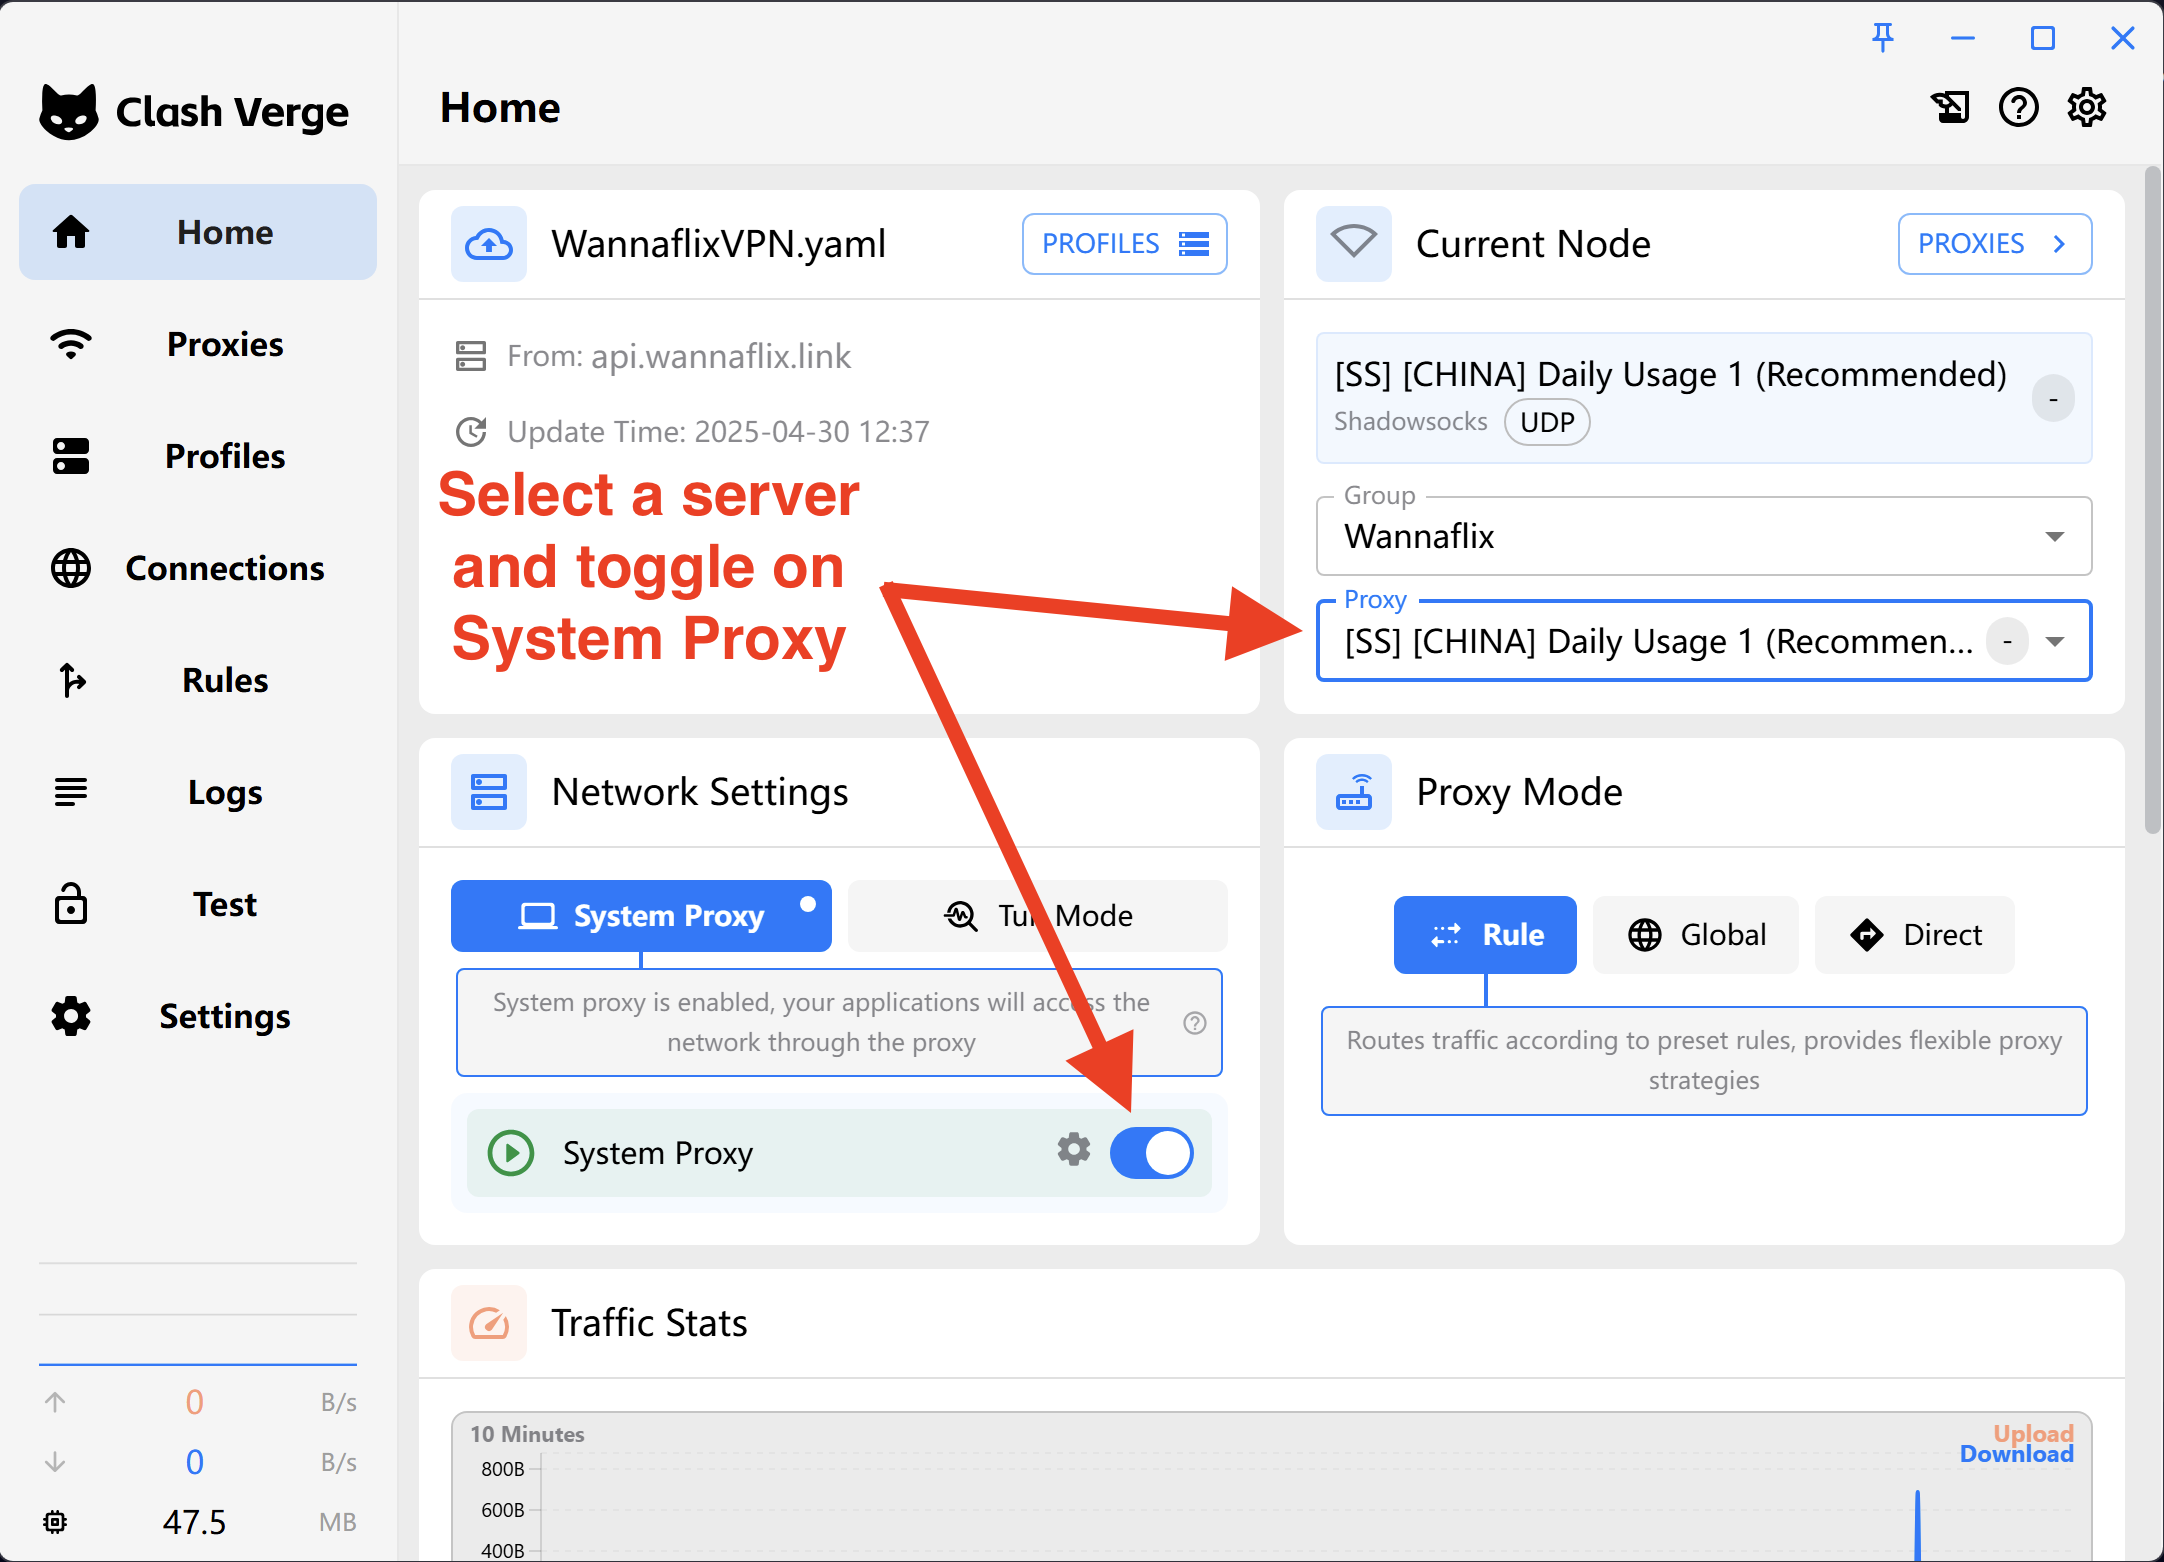 Clash Verge
Home
Proxies
Profiles
Connections
Rules
Logs
Test
Settings
0 B/s
0 B/s
47.5 MB
Home
WannaflixVPN.yaml
PROFILES
From: api.wannaflix.link
Update Time: 2025-04-30 12:37
Select a server
and toggle on
System Proxy
Current Node
PROXIES
[SS] [CHINA] Daily Usage 1 (Recommended)
-
Shadowsocks UDP
Group
Wannaflix
Proxy
[SS] [CHINA] Daily Usage 1 (Recommen... -
Network Settings
System Proxy
Tun Mode
System proxy is enabled, your applications will access the
network through the proxy
System Proxy
Proxy Mode
Rule
Global
Direct
Routes traffic according to preset rules, provides flexible proxy
strategies
Traffic Stats
10 Minutes
Upload
Download
800B
600B
400B